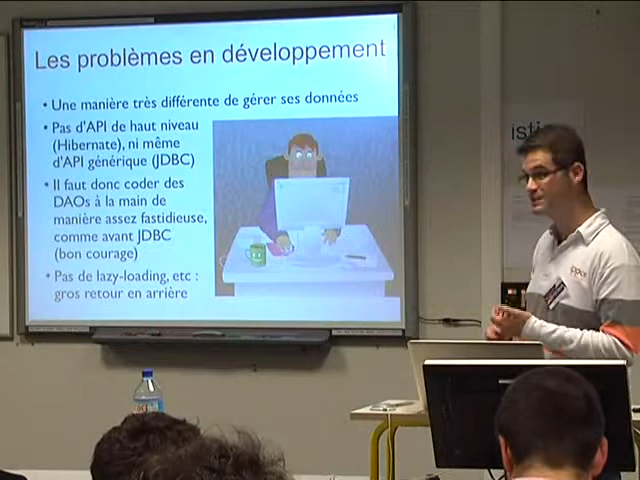 Les problèmes en développement
• Une manière très différente de gérer ses données
• Pas d'API de haut niveau
(Hibernate), ni même
d'API générique (JDBC)
• Il faut donc coder des
DAOs à la main de
manière assez fastidieuse,
comme avant JDBC
(bon courage)
• Pas de lazy-loading, etc :
gros retour en arrière